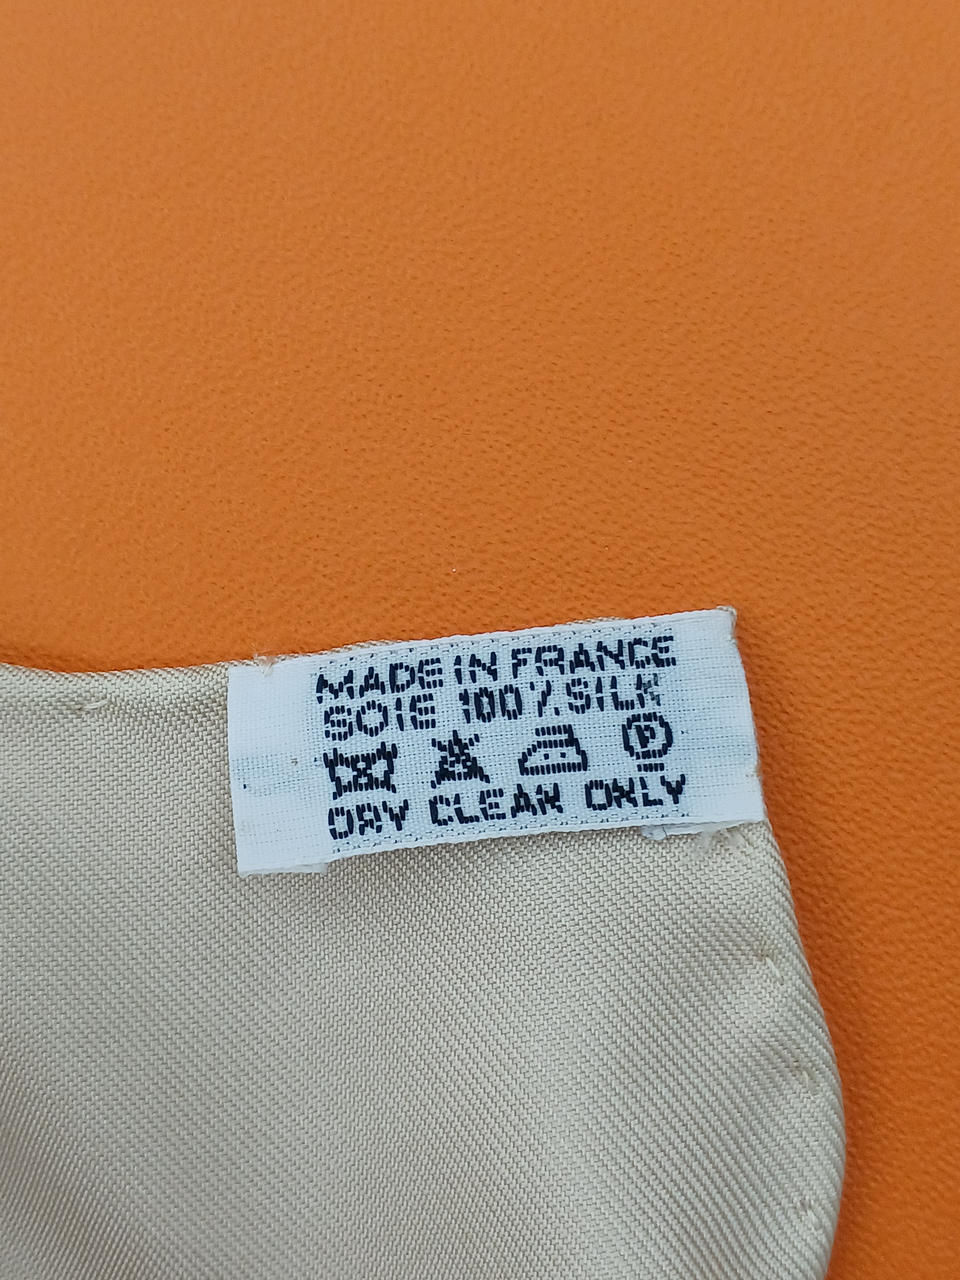 MADE IN FRANCE
SOIE 100% SILK
P
DRY CLEAN ONLY